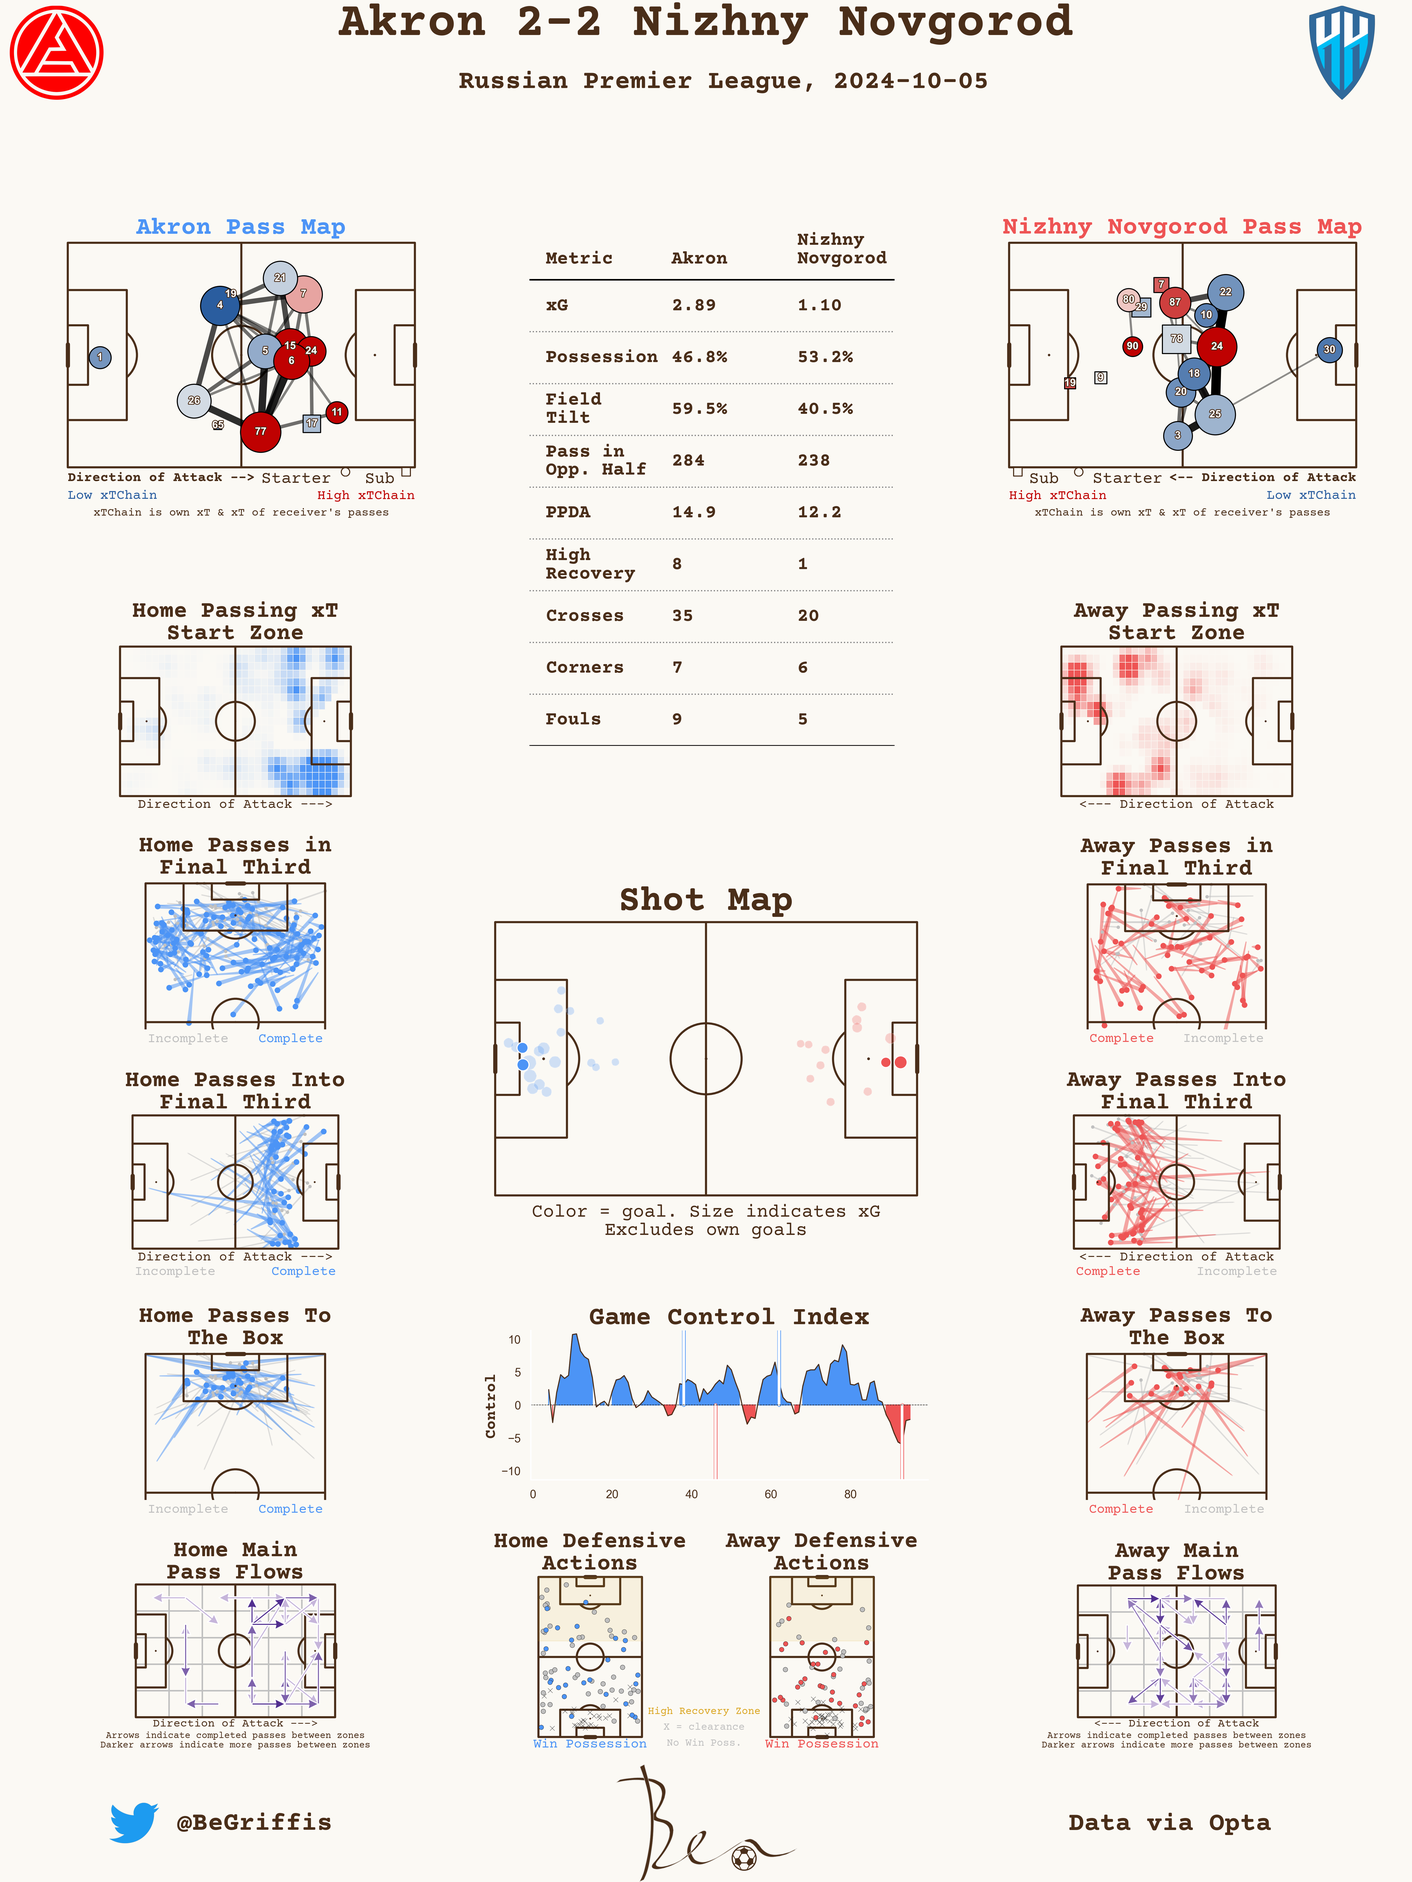 Akron 2-2 Nizhny Novgorod
Russian Premier League, 2024-10-05
Akron Pass Map
1
4
19
21
7
5
15
6
24
26
65
77
17
11
Direction of Attack --> Starter Sub
Low xTChain High xTChain
xTChain is own xT & xT of receiver's passes
Metric Akron Nizhny
Novgorod
xG 2.89 1.10
Possession 46.8% 53.2%
Field
Tilt 59.5% 40.5%
Pass in
Opp. Half 284 238
PPDA 14.9 12.2
High
Recovery 8 1
Crosses 35 20
Corners 7 6
Fouls 9 5
Nizhny Novgorod Pass Map
7
80
29
87
22
10
90
78
24
30
19
9
18
20
25
3
Sub Starter <-- Direction of Attack
High xTChain Low xTChain
xTChain is own xT & xT of receiver's passes
Home Passing xT
Start Zone
Direction of Attack --->
Away Passing xT
Start Zone
<--- Direction of Attack
Home Passes in
Final Third
Incomplete Complete
Away Passes in
Final Third
Complete Incomplete
Shot Map
Color = goal. Size indicates xG
Excludes own goals
Home Passes Into
Final Third
Direction of Attack --->
Incomplete Complete
Away Passes Into
Final Third
<--- Direction of Attack
Complete Incomplete
Home Passes To
The Box
Incomplete Complete
Game Control Index
Control
10
5
0
−5
−10
0 20 40 60 80
Away Passes To
The Box
Complete Incomplete
Home Main
Pass Flows
Direction of Attack --->
Arrows indicate completed passes between zones
Darker arrows indicate more passes between zones
Home Defensive
Actions
Win Possession
Away Defensive
Actions
Win Possession
High Recovery Zone
X = clearance
No Win Poss.
Away Main
Pass Flows
<--- Direction of Attack
Arrows indicate completed passes between zones
Darker arrows indicate more passes between zones
@BeGriffis
Ben
Data via Opta